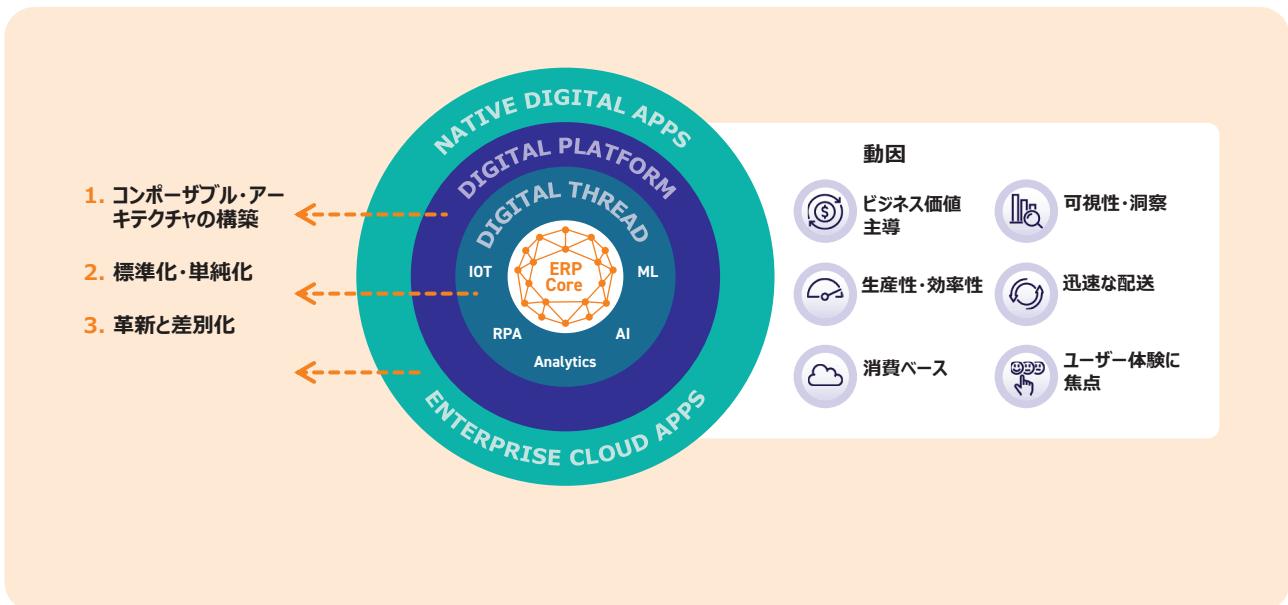 1. コンポーザブル・アー
キテクチャの構築
2. 標準化・単純化
3. 革新と差別化
NATIVE DIGITAL APPS
DIGITAL PLATFORM
DIGITAL THREAD
IOT
ERP
Core
ML
RPA
AI
Analytics
ENTERPRISE CLOUD APPS
動因
ビジネス価値
主導
可視性・洞察
生産性・効率性
迅速な配送
消費ベース
ユーザー体験に
焦点